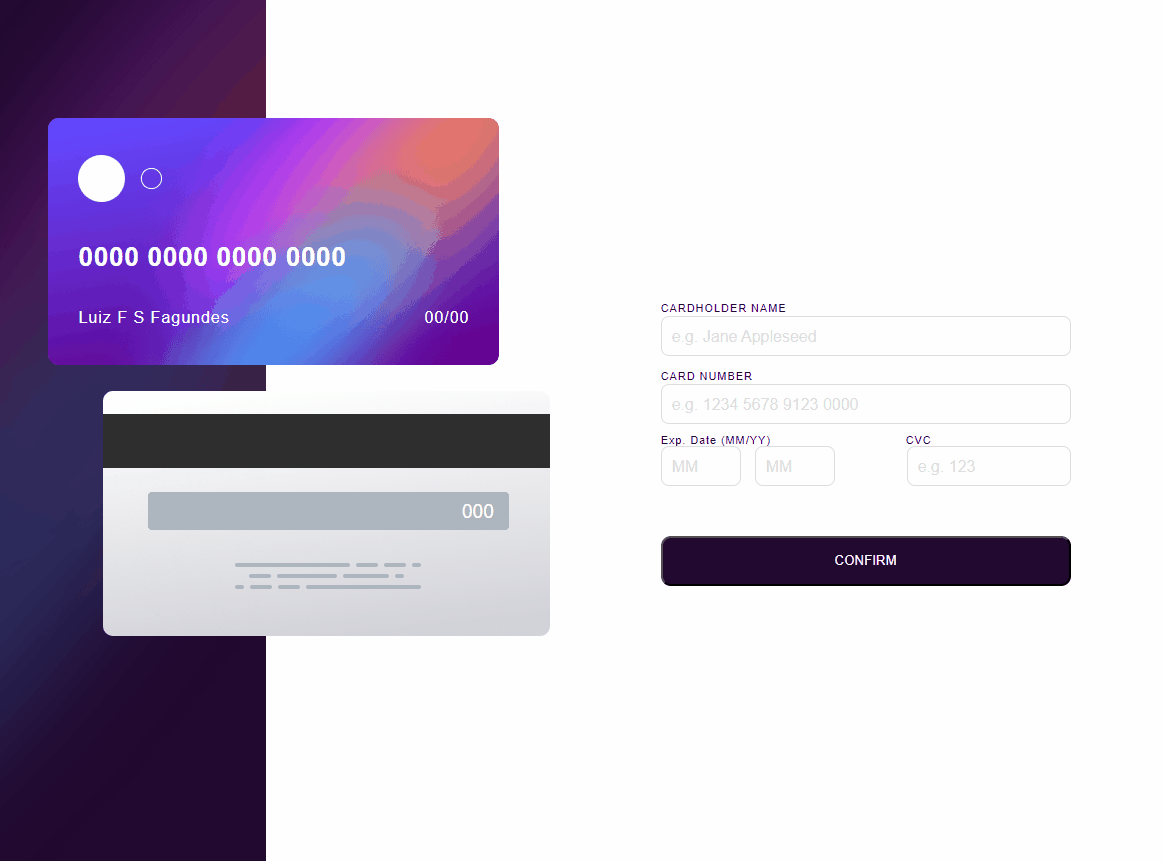 0000 0000 0000 0000
Luiz F S Fagundes 00/00
000
CARDHOLDER NAME
e.g. Jane Appleseed
CARD NUMBER
e.g. 1234 5678 9123 0000
Exp. Date (MM/YY) CVC
MM MM e.g. 123
CONFIRM